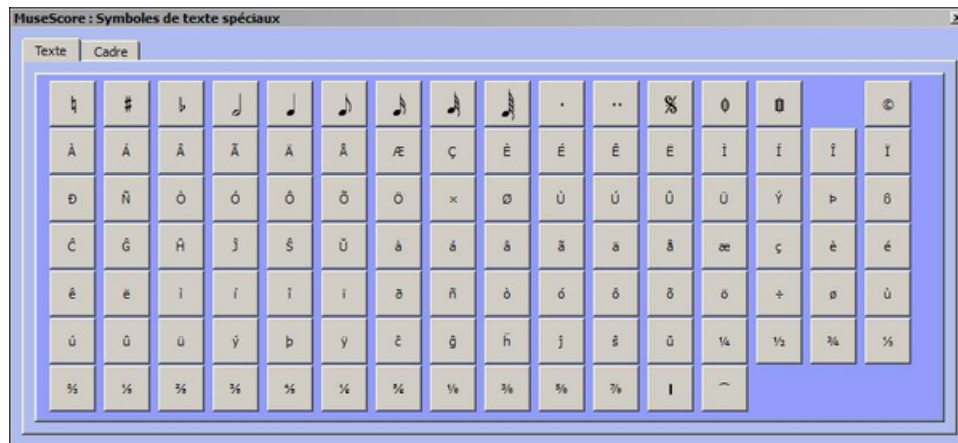 MuseScore : Symboles de texte spéciaux
Texte Cadre
♮ ♯ ♭ 𝅗𝅥 ♩ ♪ 𝅘𝅥𝅯 𝅘𝅥𝅰 𝅘𝅥𝅱 · ·· 𝄋 𝄌 ©
À Á Â Ã Ä Å Æ Ç È É Ê Ë Ì Í Î Ï
Ð Ñ Ò Ó Ô Õ Ö × Ø Ù Ú Û Ü Ý Þ ß
Ĉ Ĝ Ĥ Ĵ Ŝ Ŭ à á â ã ä å æ ç è é
ê ë ì í î ï ð ñ ò ó ô õ ö ÷ ø ù
ú û ü ý þ ÿ ĉ ĝ ĥ ĵ ŝ ŭ ¼ ½ ¾ ⅓
⅔ ⅕ ⅖ ⅗ ⅘ ⅙ ⅚ ⅛ ⅜ ⅝ ⅞